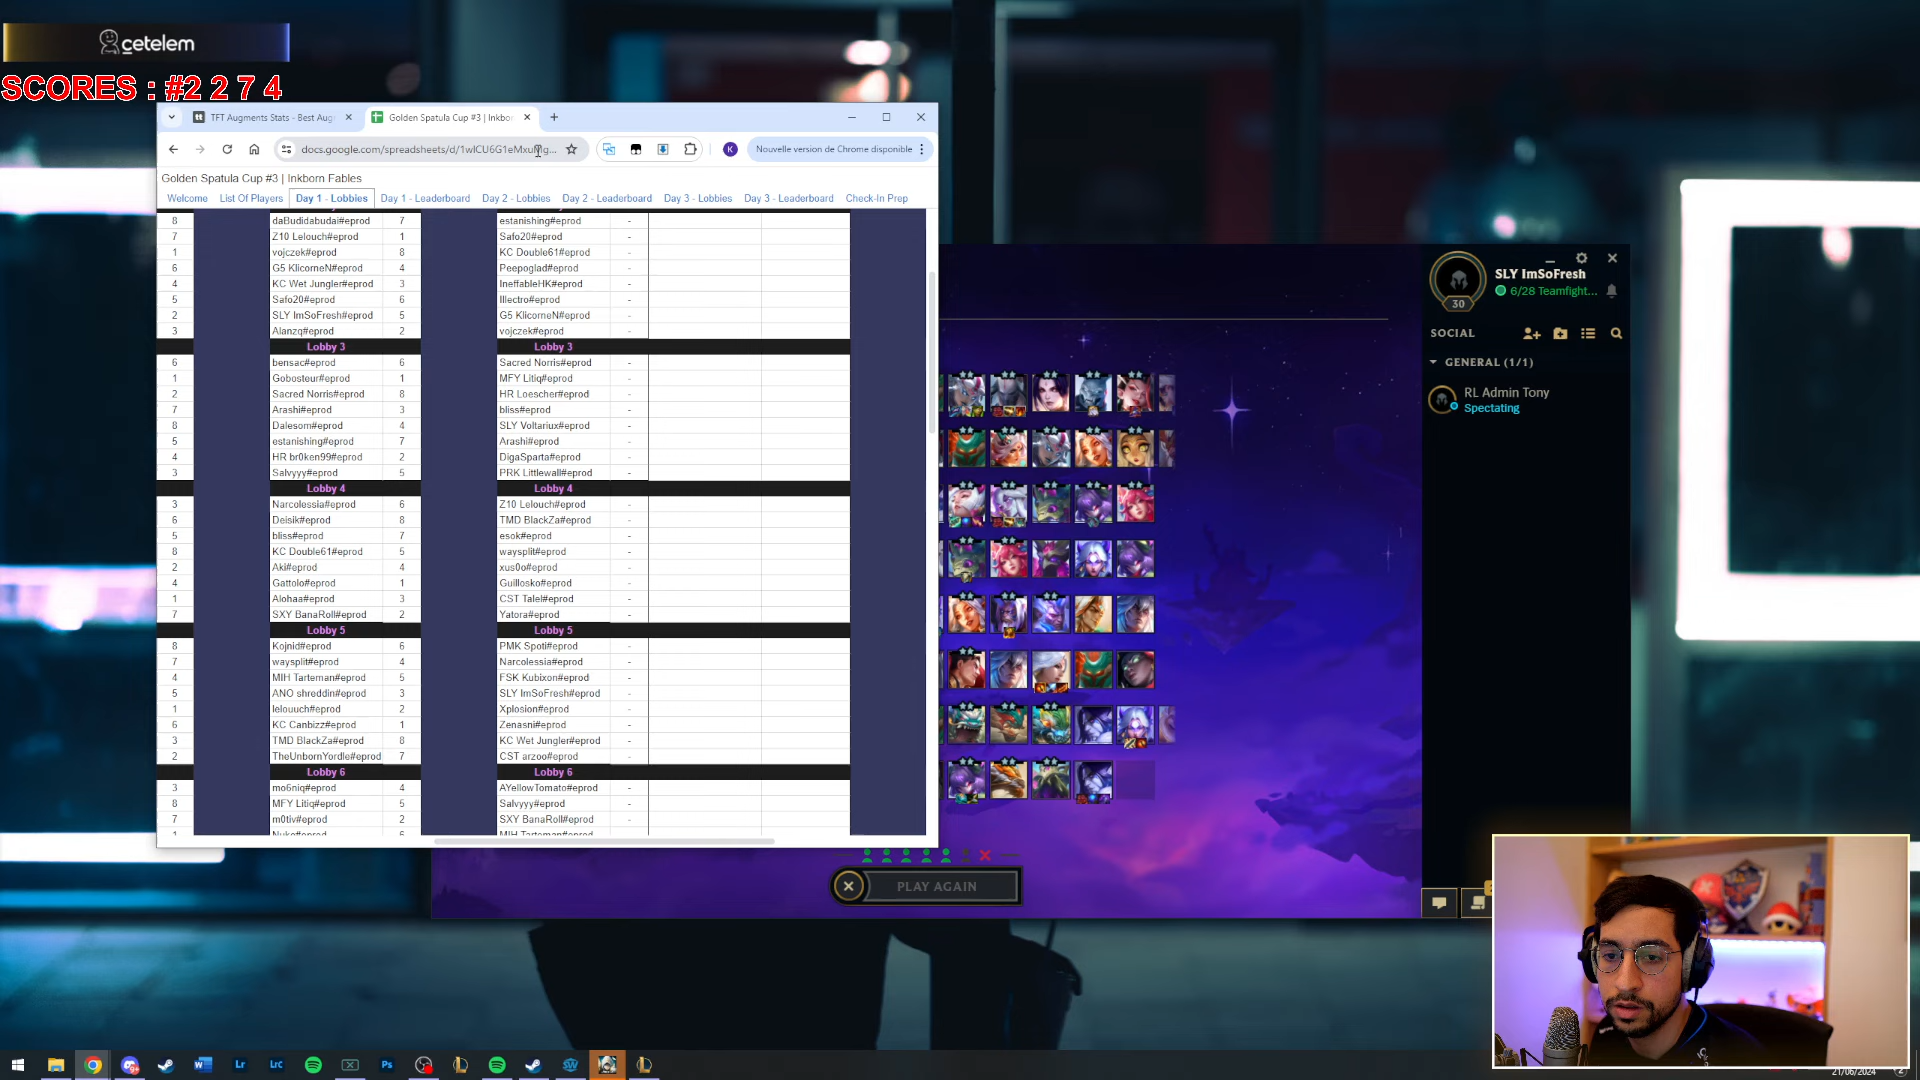 cetelem
SCORES : #2 2 7 4
TFT Augments Stats - Best Aug
Golden Spatula Cup #3 | Inkbor
Nouvelle version de Chrome disponible
Golden Spatula Cup #3 | Inkborn Fables
Welcome List Of Players Day 1 - Lobbies Day 1 - Leaderboard Day 2 - Lobbies Day 2 - Leaderboard Day 3 - Lobbies Day 3 - Leaderboard Check-In Prep
8 daBudidabudai#eprod 7 estanishing#eprod -
7 Z10 Lelouch#eprod 1 Safo20#eprod -
1 vojczek#eprod 8 KC Double61#eprod -
6 G5 KlicorneN#eprod 4 Peepoglad#eprod -
4 KC Wet Jungler#eprod 3 IneffableHK#eprod -
5 Safo20#eprod 6 Illectro#eprod -
2 SLY ImSoFresh#eprod 5 G5 KlicorneN#eprod -
3 Alanzq#eprod 2 vojczek#eprod -
Lobby 3 Lobby 3
6 bensac#eprod 6 Sacred Norris#eprod -
1 Gobosteur#eprod 1 MFY Litiq#eprod -
2 Sacred Norris#eprod 8 HR Loescher#eprod -
7 Arashi#eprod 3 bliss#eprod -
8 Dalesom#eprod 4 SLY Voltariux#eprod -
5 estanishing#eprod 7 Arashi#eprod -
4 HR br0ken99#eprod 2 DigaSparta#eprod -
3 Salvyyy#eprod 5 PRK Littlewall#eprod -
Lobby 4 Lobby 4
3 Narcolessia#eprod 6 Z10 Lelouch#eprod -
6 Deisik#eprod 8 TMD BlackZa#eprod -
5 bliss#eprod 7 esok#eprod -
8 KC Double61#eprod 5 waysplit#eprod -
2 Aki#eprod 4 xus0o#eprod -
4 Gattolo#eprod 1 Guillosko#eprod -
1 Alohaa#eprod 3 CST Talel#eprod -
7 SXY BanaRoll#eprod 2 Yatora#eprod -
Lobby 5 Lobby 5
8 Kojnid#eprod 6 PMK Spoti#eprod -
7 waysplit#eprod 4 Narcolessia#eprod -
4 MIH Tarteman#eprod 5 FSK Kubixon#eprod -
5 ANO shreddin#eprod 3 SLY ImSoFresh#eprod -
1 lelouuch#eprod 2 Xplosion#eprod -
6 KC Canbizz#eprod 1 Zenasni#eprod -
3 TMD BlackZa#eprod 8 KC Wet Jungler#eprod -
2 TheUnbornYordle#eprod 7 CST arzoo#eprod -
Lobby 6 Lobby 6
3 mo6niq#eprod 4 AYellowTomato#eprod -
8 MFY Litiq#eprod 5 Salvyyy#eprod -
7 m0tiv#eprod 2 SXY BanaRoll#eprod -
MIH Tarteman#eprod
SLY ImSoFresh
30
6/28 Teamfight...
SOCIAL
GENERAL (1/1)
RL Admin Tony
Spectating
PLAY AGAIN
Lr
LrC
Ps
21/06/2024